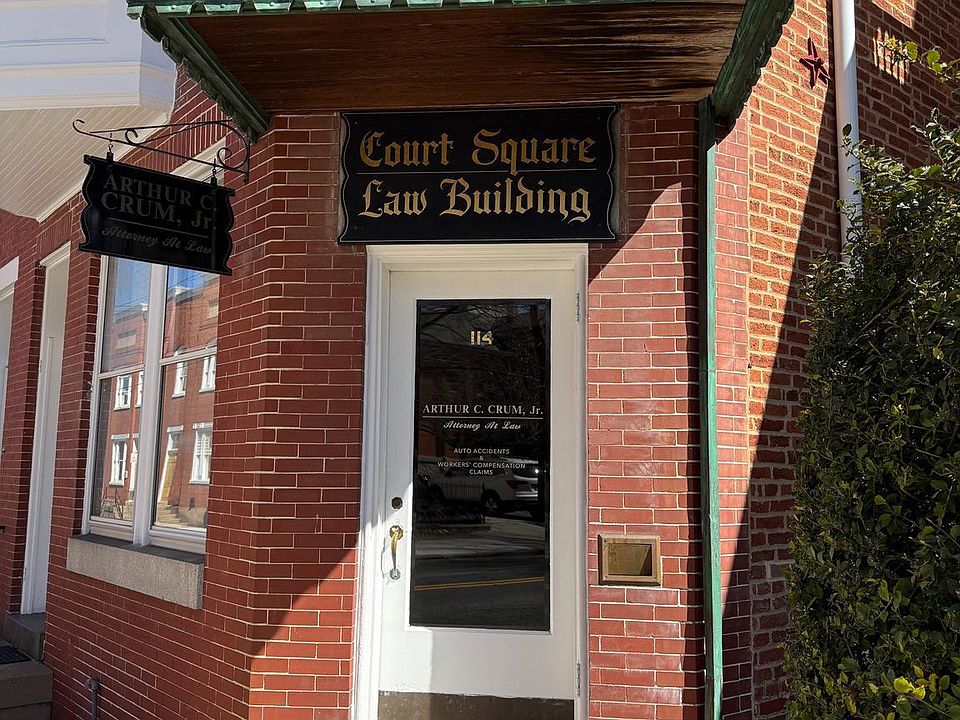 Court Square
Law Building
ARTHUR C.
CRUM, Jr.
Attorney At Law
114
ARTHUR C. CRUM, Jr.
Attorney At Law
AUTO ACCIDENTS
&
WORKERS' COMPENSATION
CLAIMS